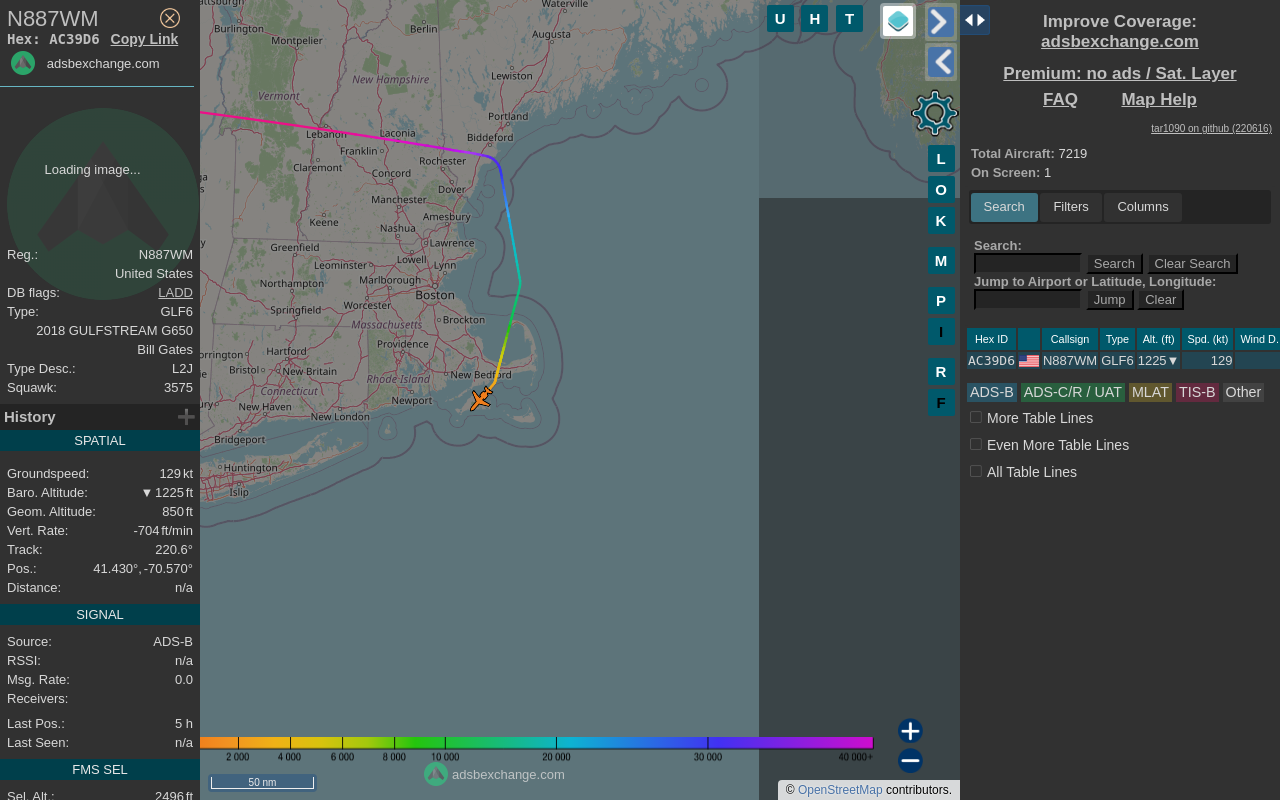 N887WM
Hex: AC39D6 Copy Link
adsbexchange.com
Loading image...
Reg.: N887WM
United States
DB flags: LADD
Type: GLF6
2018 GULFSTREAM G650
Bill Gates
Type Desc.: L2J
Squawk: 3575
History
SPATIAL
Groundspeed: 129 kt
Baro. Altitude: ▼ 1225 ft
Geom. Altitude: 850 ft
Vert. Rate: -704 ft/min
Track: 220.6°
Pos.: 41.430°, -70.570°
Distance: n/a
SIGNAL
Source: ADS-B
RSSI: n/a
Msg. Rate: 0.0
Receivers:
Last Pos.: 5 h
Last Seen: n/a
FMS SEL
Sel. Alt.: 2496 ft
Waterville
Burlington
Berlin
Montpelier
Augusta
Lewiston
New Hampshire
Vermont
Portland
Lebanon
Laconia
Biddeford
Franklin
Rochester
Claremont
Concord
Dover
Manchester
Keene
Amesbury
Nashua
Greenfield
Lawrence
Lowell
Leominster
Lynn
Northampton
Marlborough
Boston
Worcester
Springfield
Brockton
Massachusetts
Providence
Hartford
Bristol
New Britain
New Bedford
Rhode Island
Connecticut
Newport
New Haven
New London
Bridgeport
Huntington
Islip
U H T
L
O
K
M
P
I
R
F
2 000 4 000 6 000 8 000 10 000 20 000 30 000 40 000+
adsbexchange.com
50 nm
© OpenStreetMap contributors.
Improve Coverage:
adsbexchange.com
Premium: no ads / Sat. Layer
FAQ Map Help
tar1090 on github (220616)
Total Aircraft: 7219
On Screen: 1
Search Filters Columns
Search:
Search Clear Search
Jump to Airport or Latitude, Longitude:
Jump Clear
Hex ID Callsign Type Alt. (ft) Spd. (kt) Wind D.
AC39D6 N887WM GLF6 1225▼ 129
ADS-B ADS-C/R / UAT MLAT TIS-B Other
More Table Lines
Even More Table Lines
All Table Lines